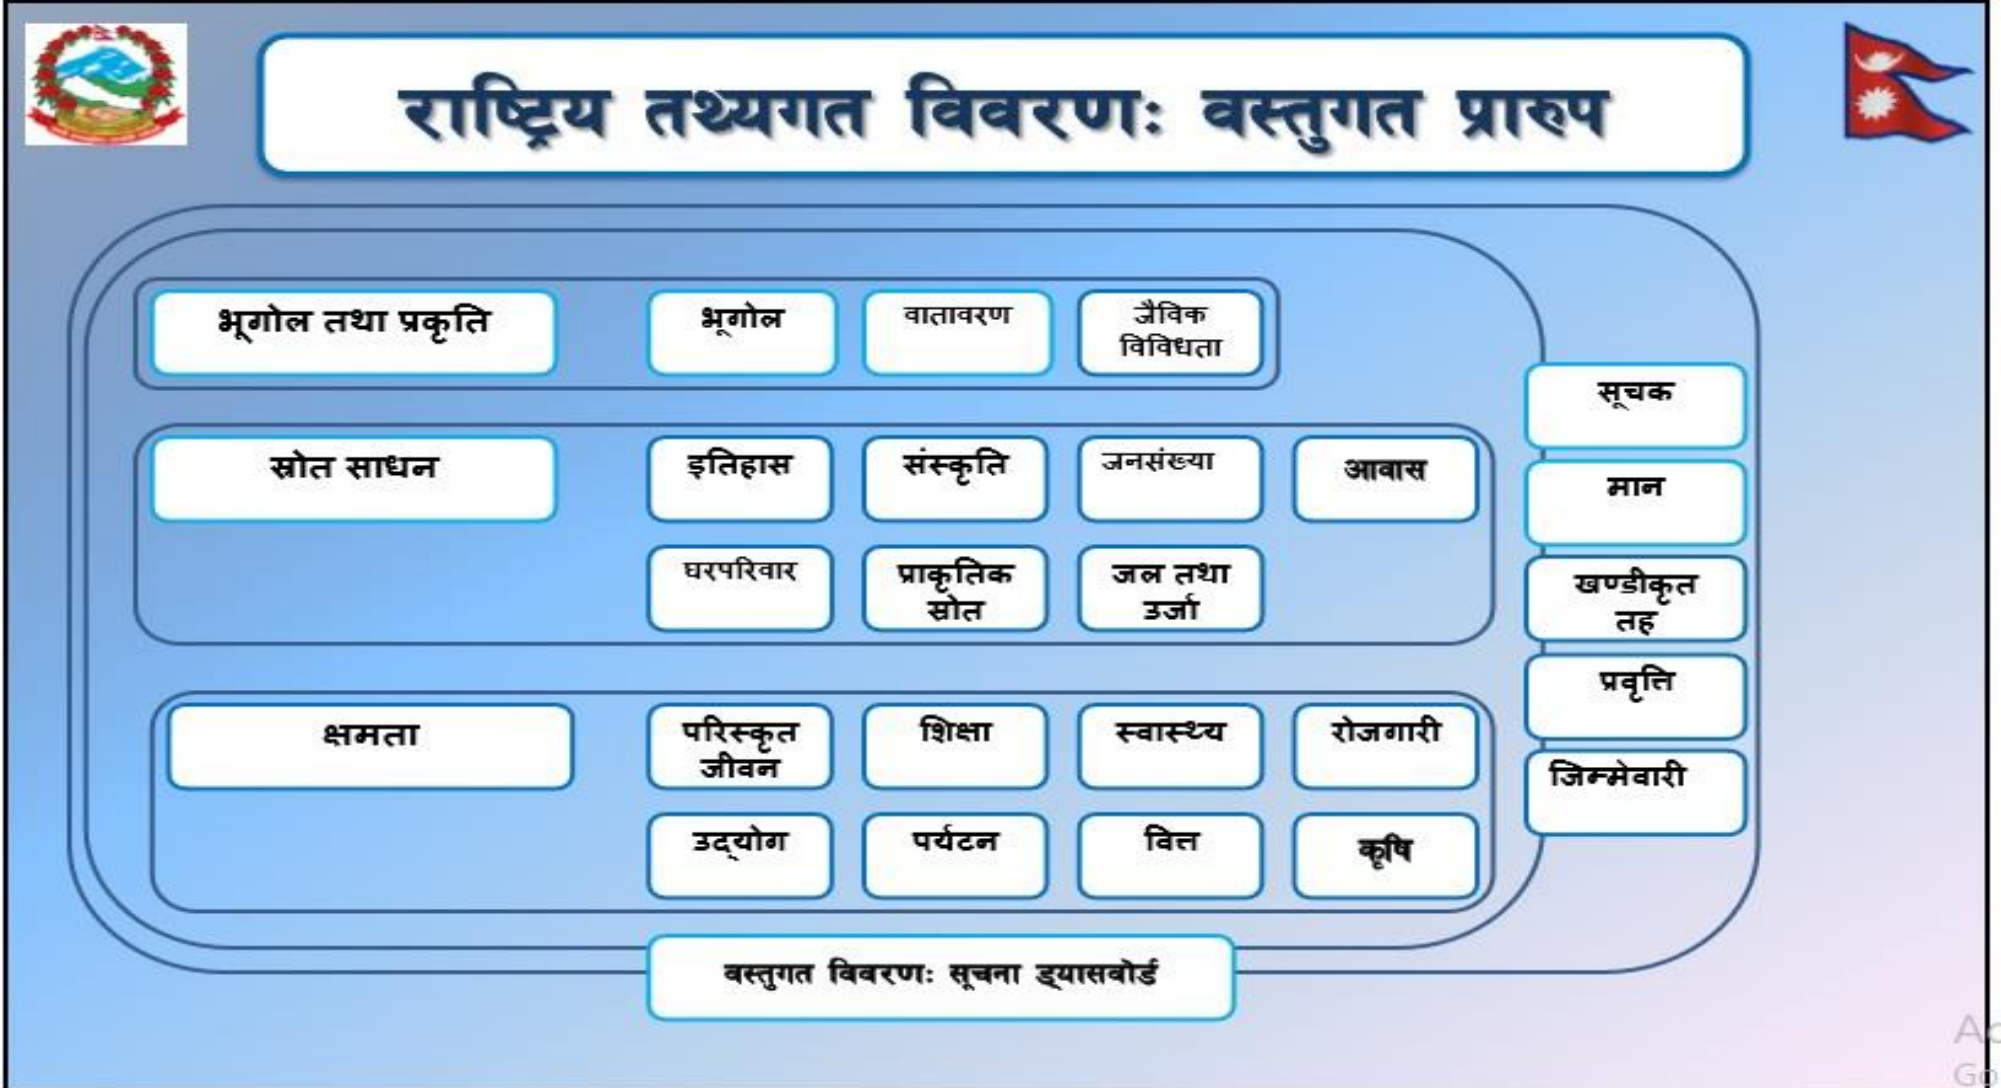 राष्ट्रिय तथ्यगत विवरणः वस्तुगत प्रारुप
भूगोल तथा प्रकृति
भूगोल
वातावरण
जैविक
विविधता
स्रोत साधन
इतिहास
संस्कृति
जनसंख्या
आवास
घरपरिवार
प्राकृतिक
स्रोत
जल तथा
उर्जा
क्षमता
परिस्कृत
जीवन
शिक्षा
स्वास्थ्य
रोजगारी
उद्योग
पर्यटन
वित्त
कृषि
सूचक
मान
खण्डीकृत
तह
प्रवृत्ति
जिम्मेवारी
वस्तुगत विवरणः सूचना ड्यासबोर्ड